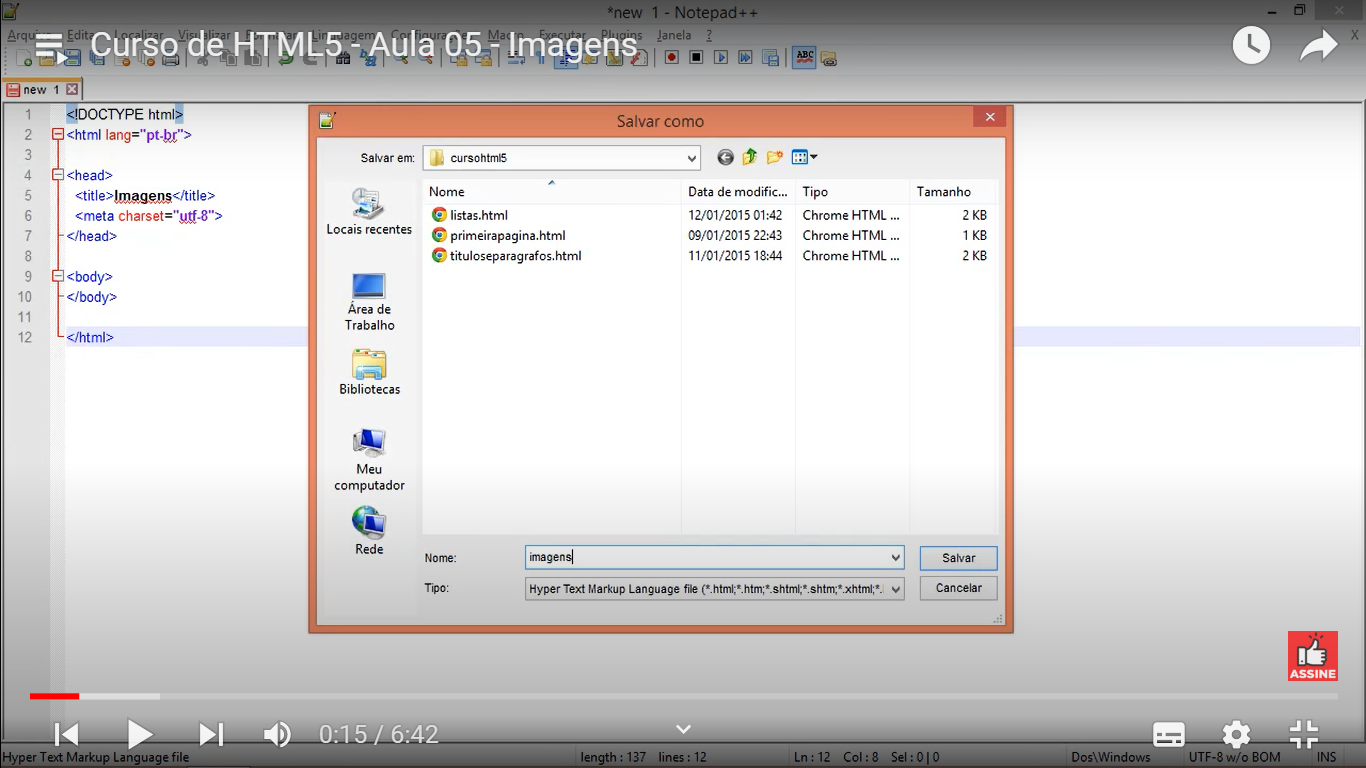 *new 1 - Notepad++
Curso de HTML5 - Aula 05 - Imagens
Arquivo Editar Localizar Visualizar Formatar Linguagem Configurações Macro Executar Plugins Janela ? X
ABC
new 1
1 <!DOCTYPE html>
2 <html lang="pt-br">
3
4 <head>
5 <title>Imagens</title>
6 <meta charset="utf-8">
7 </head>
8
9 <body>
10 </body>
11
12 </html>
Salvar como
Salvar em: cursohtml5
Nome Data de modific... Tipo Tamanho
listas.html 12/01/2015 01:42 Chrome HTML ... 2 KB
primeirapagina.html 09/01/2015 22:43 Chrome HTML ... 1 KB
tituloseparagrafos.html 11/01/2015 18:44 Chrome HTML ... 2 KB
Locais recentes
Área de
Trabalho
Bibliotecas
Meu
computador
Rede
Nome: imagens Salvar
Tipo: Hyper Text Markup Language file (*.html;*.htm;*.shtml;*.shtm;*.xhtml;*. Cancelar
ASSINE
0:15 / 6:42
Hyper Text Markup Language file length : 137 lines : 12 Ln : 12 Col : 8 Sel : 0 | 0 Dos\Windows UTF-8 w/o BOM INS